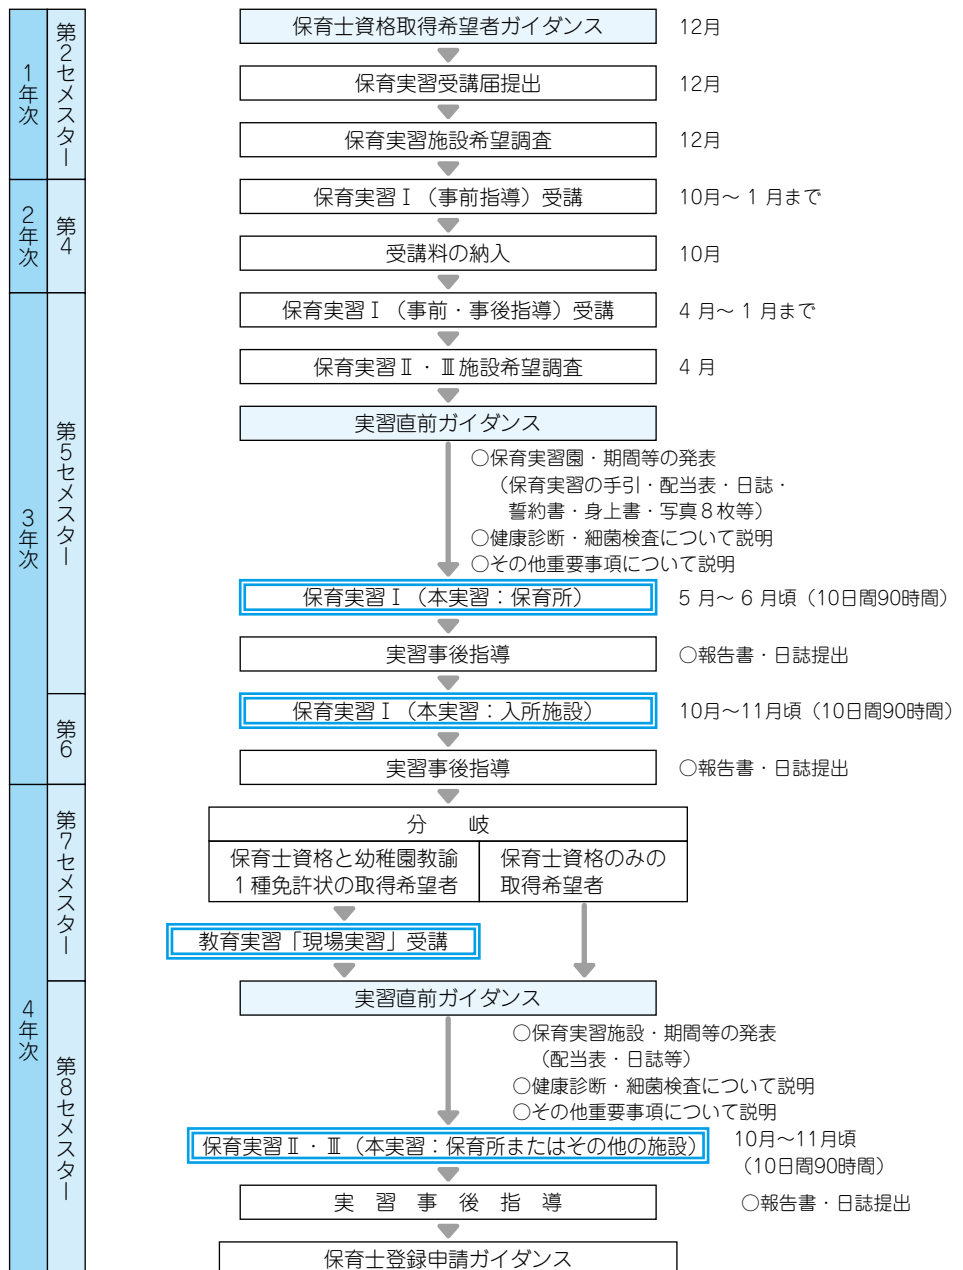 1年次
第2セメスター
保育士資格取得希望者ガイダンス 12月
保育実習受講届提出 12月
保育実習施設希望調査 12月
2年次
第4
保育実習Ⅰ（事前指導）受講 10月〜1月まで
受講料の納入 10月
3年次
第5セメスター
保育実習Ⅰ（事前・事後指導）受講 4月〜1月まで
保育実習Ⅱ・Ⅲ施設希望調査 4月
実習直前ガイダンス
○保育実習園・期間等の発表
（保育実習の手引・配当表・日誌・
誓約書・身上書・写真8枚等）
○健康診断・細菌検査について説明
○その他重要事項について説明
保育実習Ⅰ（本実習：保育所） 5月〜6月頃（10日間90時間）
実習事後指導 ○報告書・日誌提出
第6
保育実習Ⅰ（本実習：入所施設） 10月〜11月頃（10日間90時間）
実習事後指導 ○報告書・日誌提出
4年次
第7セメスター
分　岐
保育士資格と幼稚園教諭
1種免許状の取得希望者
保育士資格のみの
取得希望者
教育実習「現場実習」受講
第8セメスター
実習直前ガイダンス
○保育実習施設・期間等の発表
（配当表・日誌等）
○健康診断・細菌検査について説明
○その他重要事項について説明
保育実習Ⅱ・Ⅲ（本実習：保育所またはその他の施設） 10月〜11月頃
（10日間90時間）
実習事後指導 ○報告書・日誌提出
保育士登録申請ガイダンス